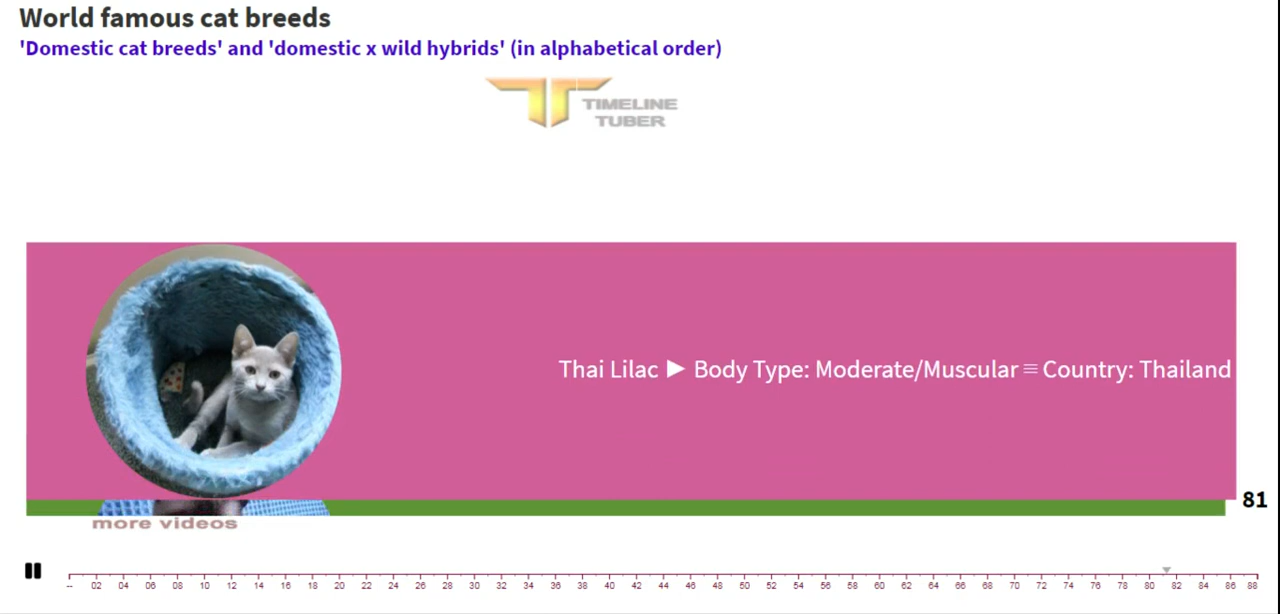 World famous cat breeds
'Domestic cat breeds' and 'domestic x wild hybrids' (in alphabetical order)
TIMELINE
TUBER
Thai Lilac ► Body Type: Moderate/Muscular ≡ Country: Thailand
81
more videos
-- 02 04 06 08 10 12 14 16 18 20 22 24 26 28 30 32 34 36 38 40 42 44 46 48 50 52 54 56 58 60 62 64 66 68 70 72 74 76 78 80 82 84 86 88